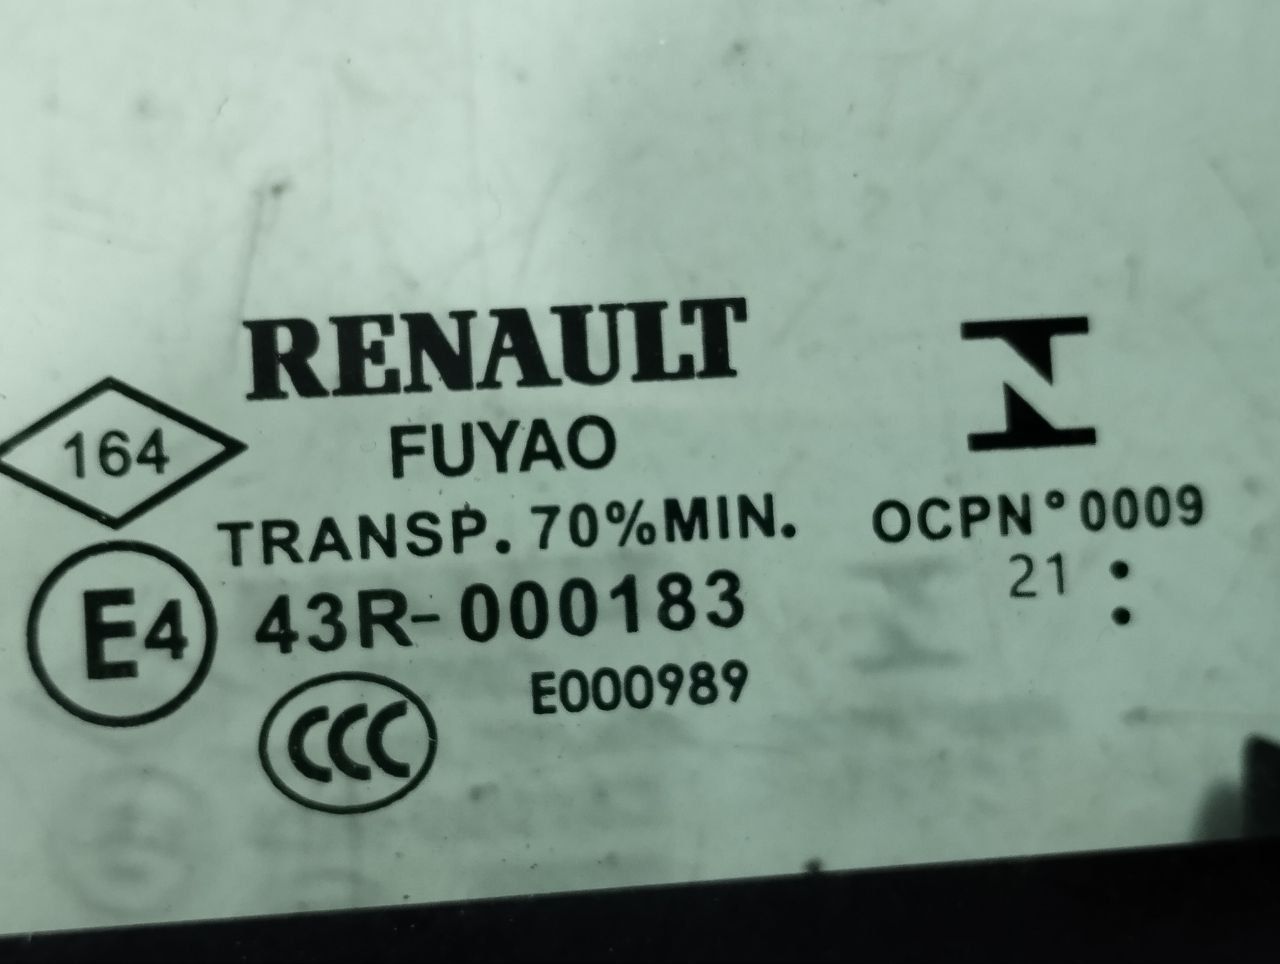 RENAULT
164
FUYAO
TRANSP. 70%MIN.
OCPN°0009
21 :
E4
43R-000183
E000989
CCC